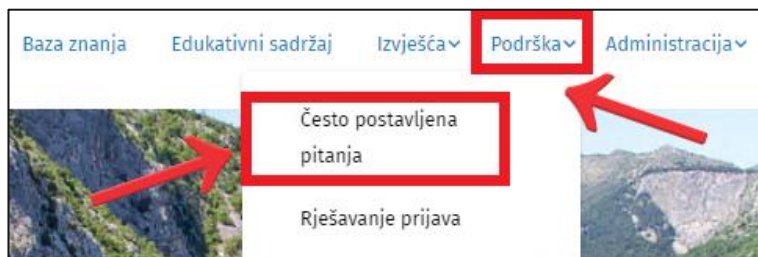 Baza znanja Edukativni sadržaj Izvješća Podrška Administracija
Često postavljena
pitanja
Rješavanje prijava